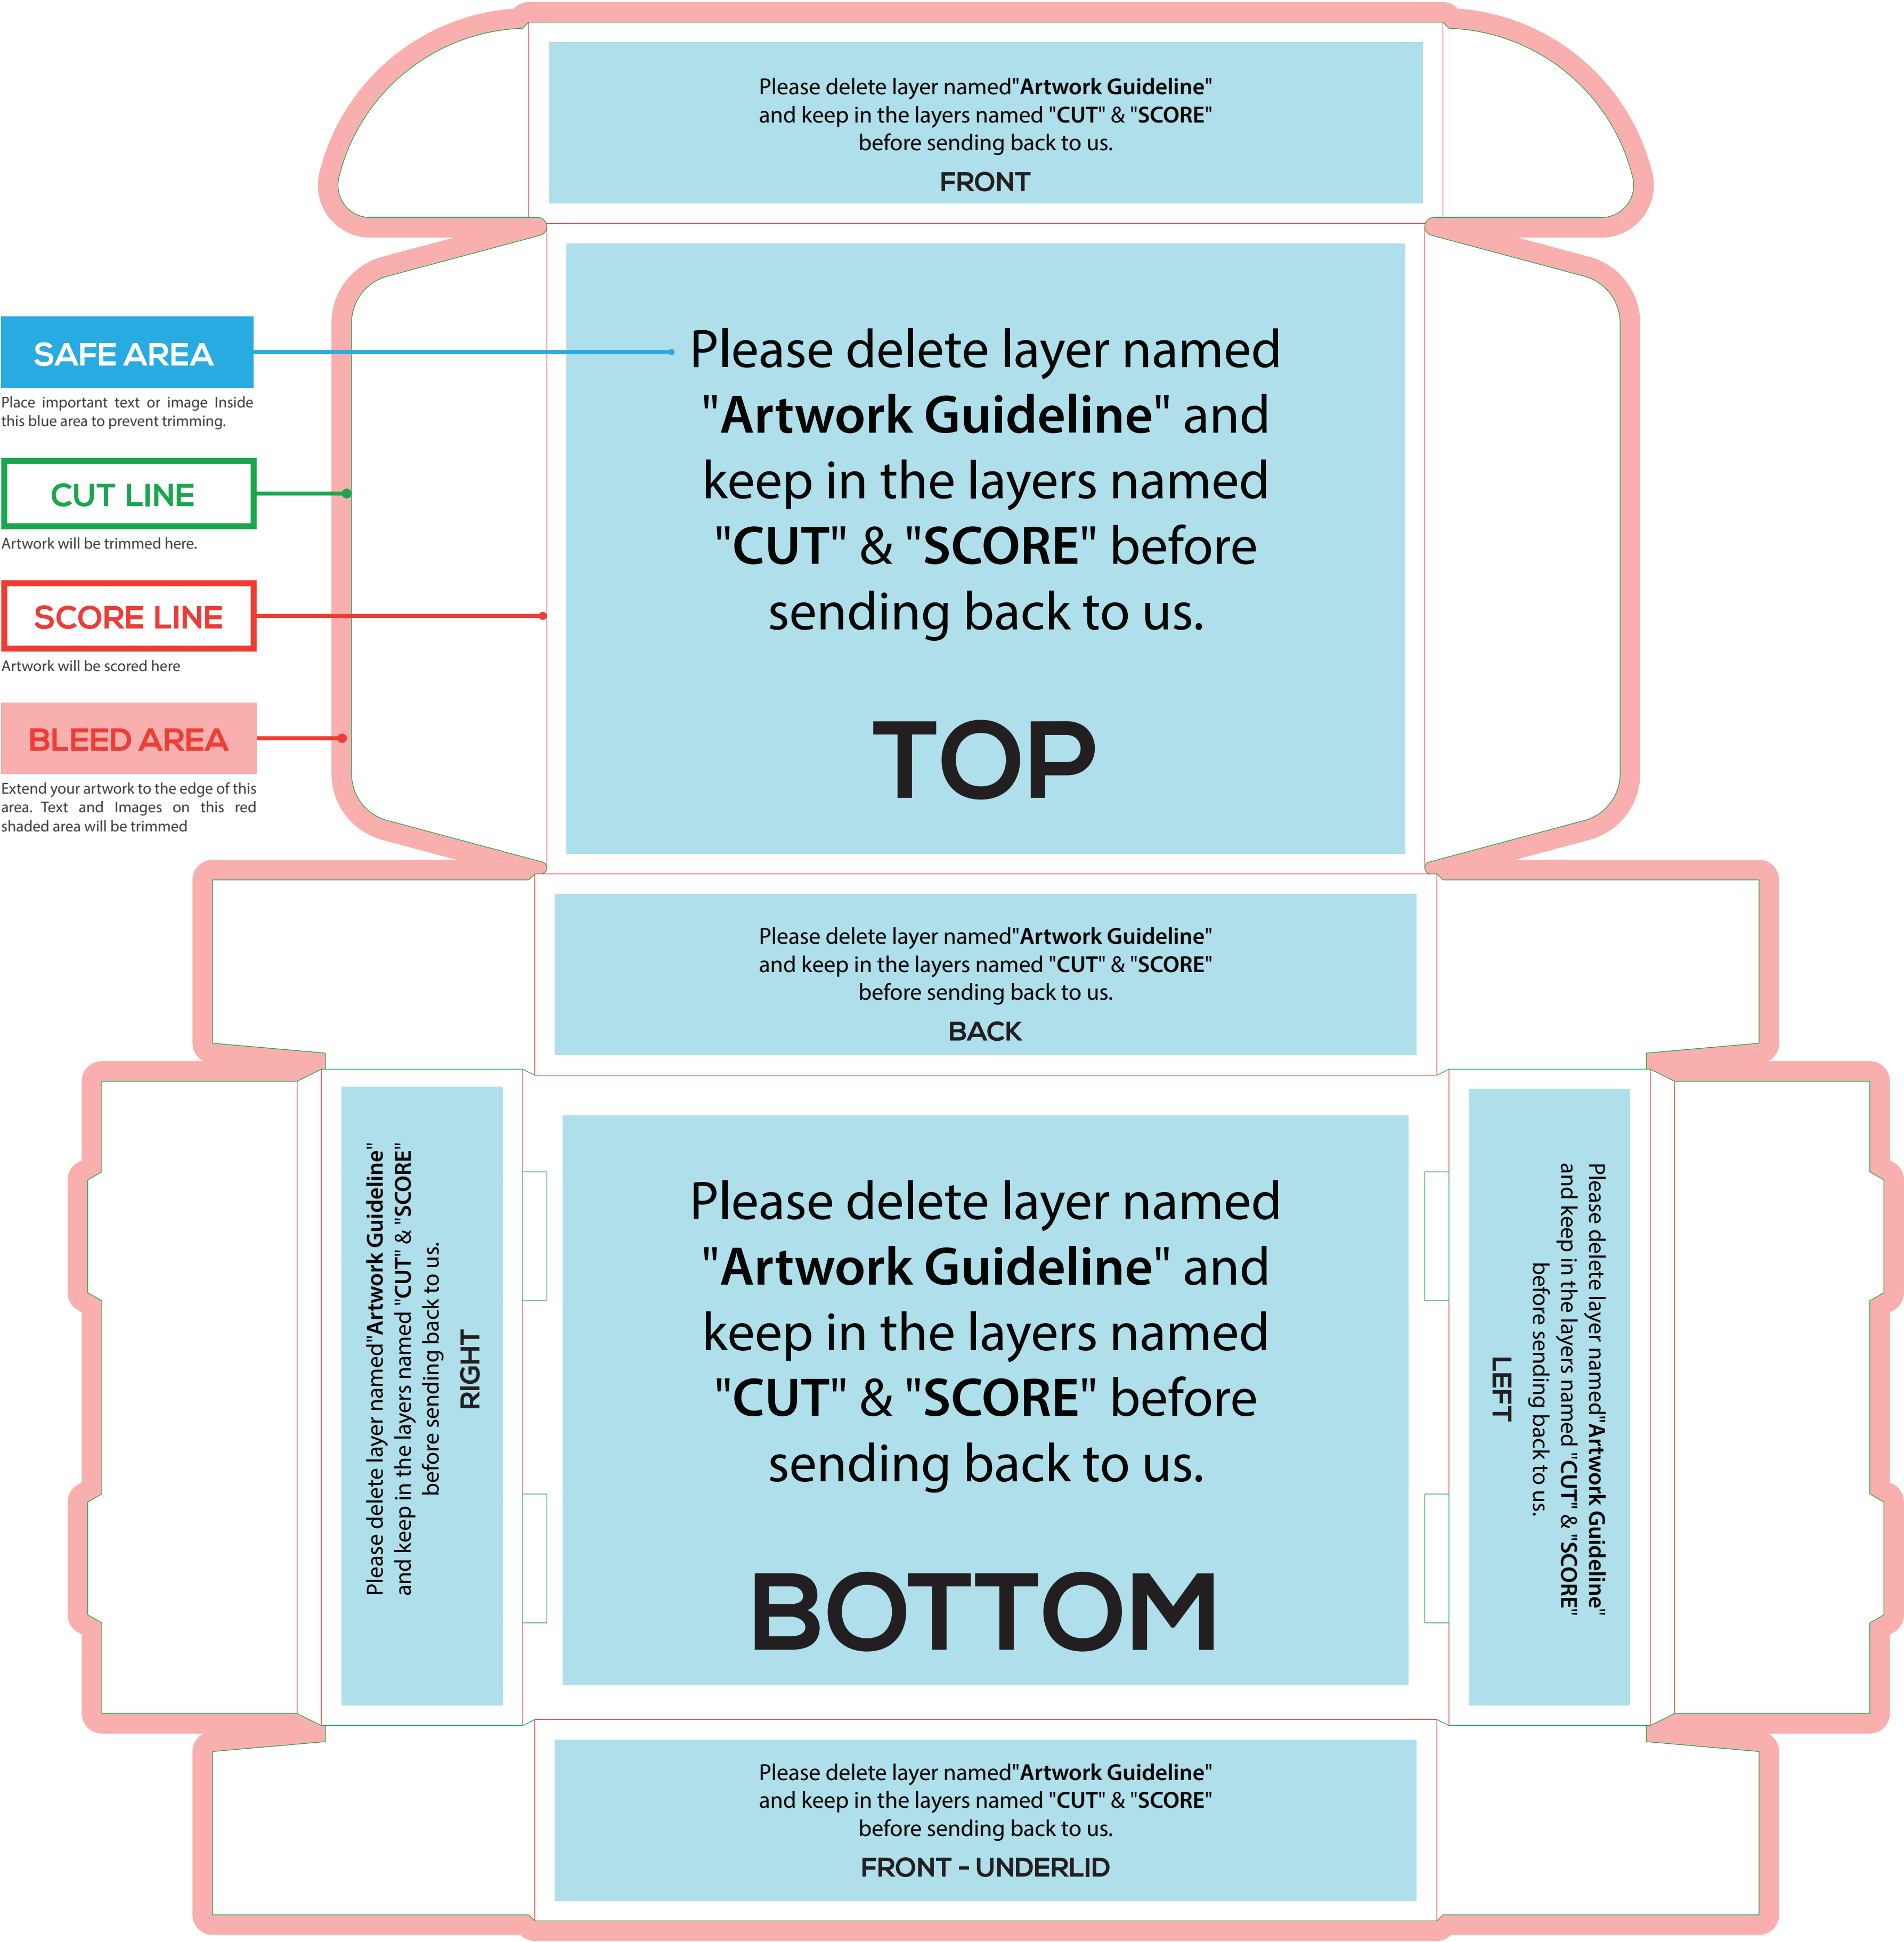 Please delete layer named"Artwork Guideline"
and keep in the layers named "CUT" & "SCORE"
before sending back to us.
FRONT
SAFE AREA
Place important text or image Inside
this blue area to prevent trimming.
CUT LINE
Artwork will be trimmed here.
SCORE LINE
Artwork will be scored here
BLEED AREA
Extend your artwork to the edge of this
area. Text and Images on this red
shaded area will be trimmed
Please delete layer named
"Artwork Guideline" and
keep in the layers named
"CUT" & "SCORE" before
sending back to us.
TOP
Please delete layer named"Artwork Guideline"
and keep in the layers named "CUT" & "SCORE"
before sending back to us.
BACK
Please delete layer named"Artwork Guideline"
and keep in the layers named "CUT" & "SCORE"
before sending back to us.
RIGHT
Please delete layer named
"Artwork Guideline" and
keep in the layers named
"CUT" & "SCORE" before
sending back to us.
BOTTOM
Please delete layer named"Artwork Guideline"
and keep in the layers named "CUT" & "SCORE"
before sending back to us.
LEFT
Please delete layer named"Artwork Guideline"
and keep in the layers named "CUT" & "SCORE"
before sending back to us.
FRONT - UNDERLID